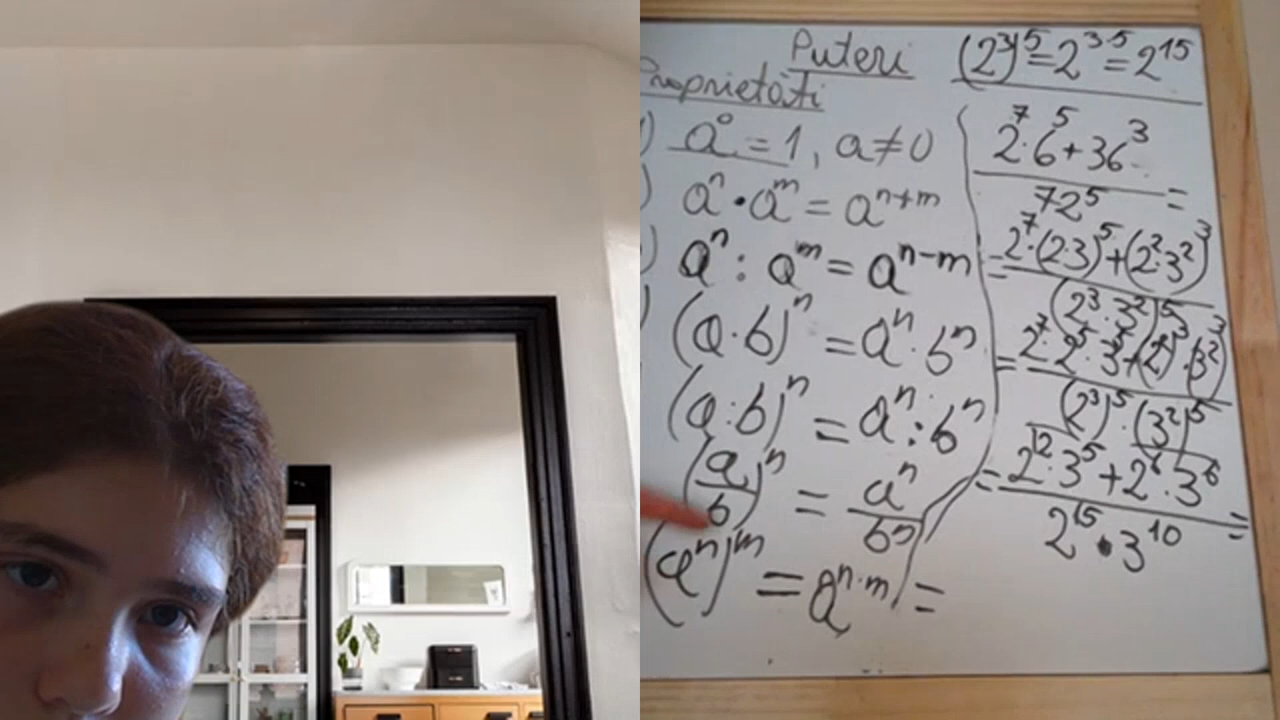 Puteri
Proprietăți
) a⁰ = 1, a ≠ 0
) aⁿ · aᵐ = aⁿ⁺ᵐ
) aⁿ : aᵐ = aⁿ⁻ᵐ
) (a·b)ⁿ = aⁿ · bⁿ
(a:b)ⁿ = aⁿ : bⁿ
(a/b)ⁿ = aⁿ/bⁿ
(aⁿ)ᵐ = aⁿ·ᵐ =
(2³)⁵ = 2³·⁵ = 2¹⁵
2⁷·6⁵+36³
72⁵ =
= 2⁷·(2·3)⁵+(2²·3²)³
(2³·3²)⁵
= 2⁷·2⁵·3⁵+(2²)³·(3²)³
(2³)⁵·(3²)⁵
= 2¹²·3⁵+2⁶·3⁶
2¹⁵·3¹⁰ =